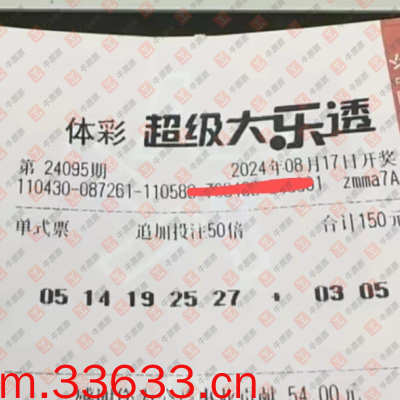 体彩 超级大乐透
第 24095期 2024年08月17日开奖
110430-087261-11058 zmma7A
单式票 追加投注50倍 合计150元
05 14 19 25 27 + 03 05
m.33633.cn
54.00元